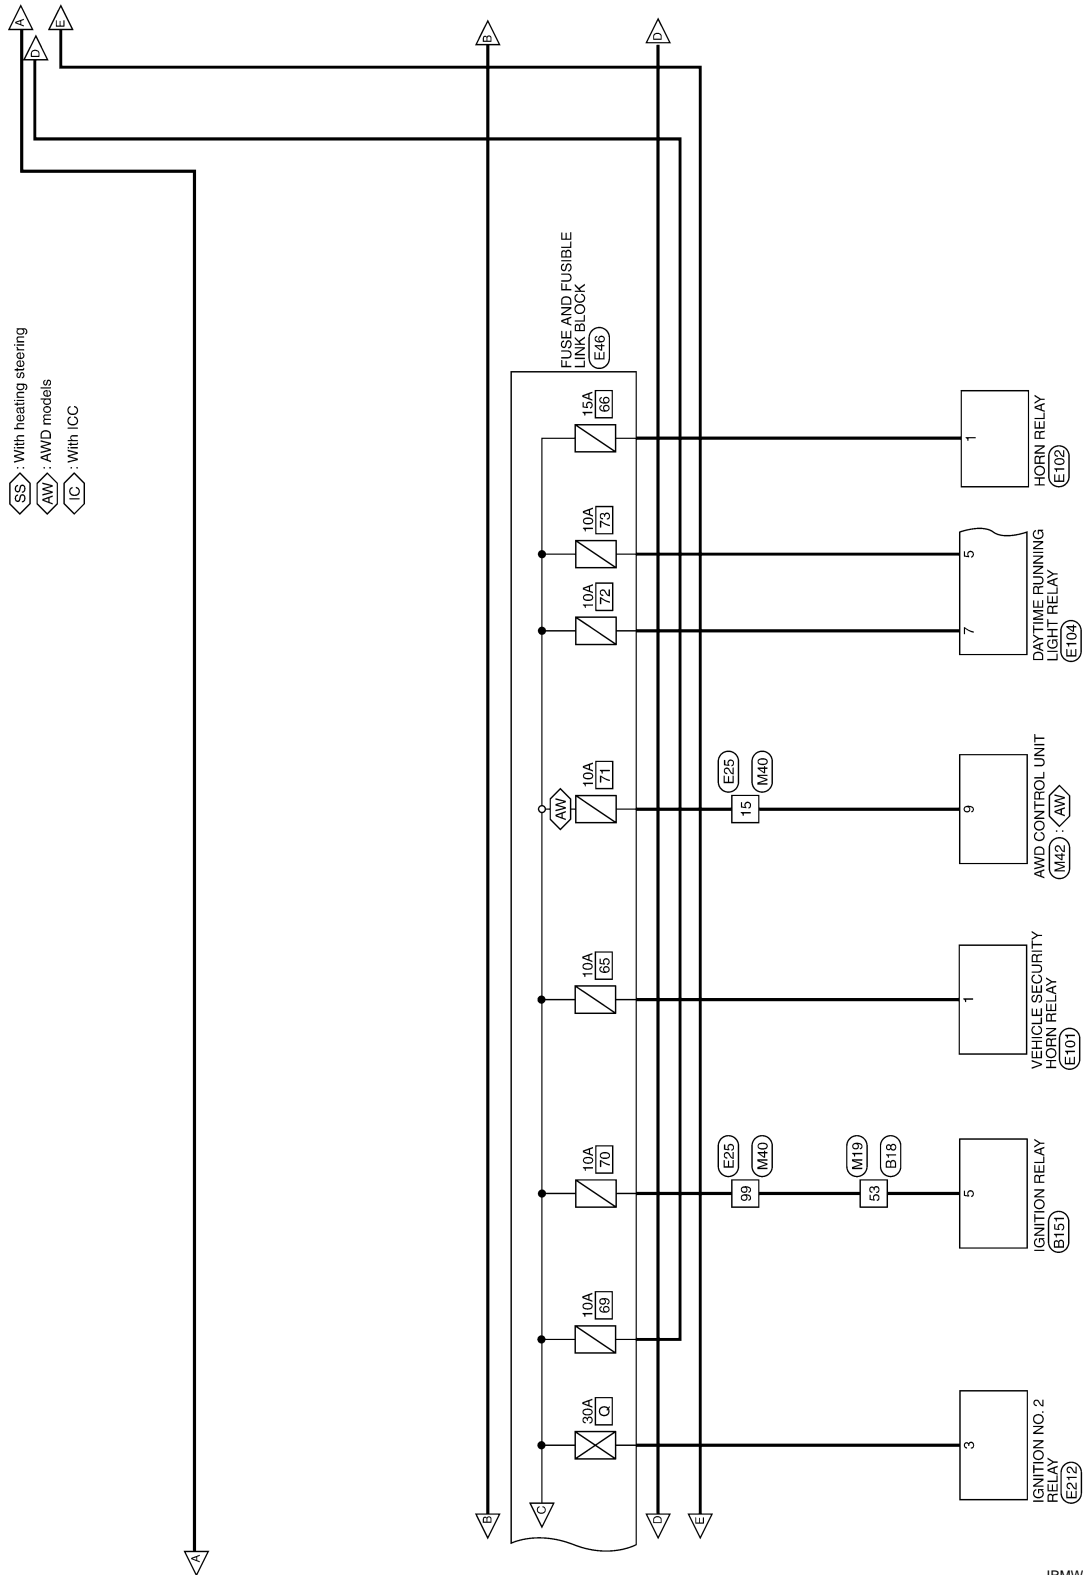 SS : With heating steering
AW : AWD models
IC : With ICC
A
D
E
B
D
A
B
C
D
E
FUSE AND FUSIBLE
LINK BLOCK
E46
30A
Q
10A
69
10A
70
10A
65
AW
10A
71
10A
72
10A
73
15A
66
99
E25
M40
53
M19
B18
15
E25
M40
3
IGNITION NO. 2
RELAY
E212
5
IGNITION RELAY
B151
1
VEHICLE SECURITY
HORN RELAY
E101
9
AWD CONTROL UNIT
M42 : AW
7
5
DAYTIME RUNNING
LIGHT RELAY
E104
1
HORN RELAY
E102